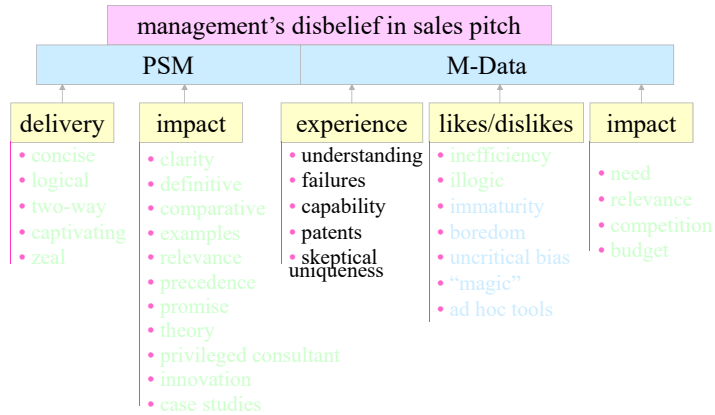 management’s disbelief in sales pitch
PSM
M-Data
delivery
• concise
• logical
• two-way
• captivating
• zeal
impact
• clarity
• definitive
• comparative
• examples
• relevance
• precedence
• promise
• theory
• privileged consultant
• innovation
• case studies
experience
• understanding
• failures
• capability
• patents
• skeptical
uniqueness
likes/dislikes
• inefficiency
• illogic
• immaturity
• boredom
• uncritical bias
• “magic”
• ad hoc tools
impact
• need
• relevance
• competition
• budget